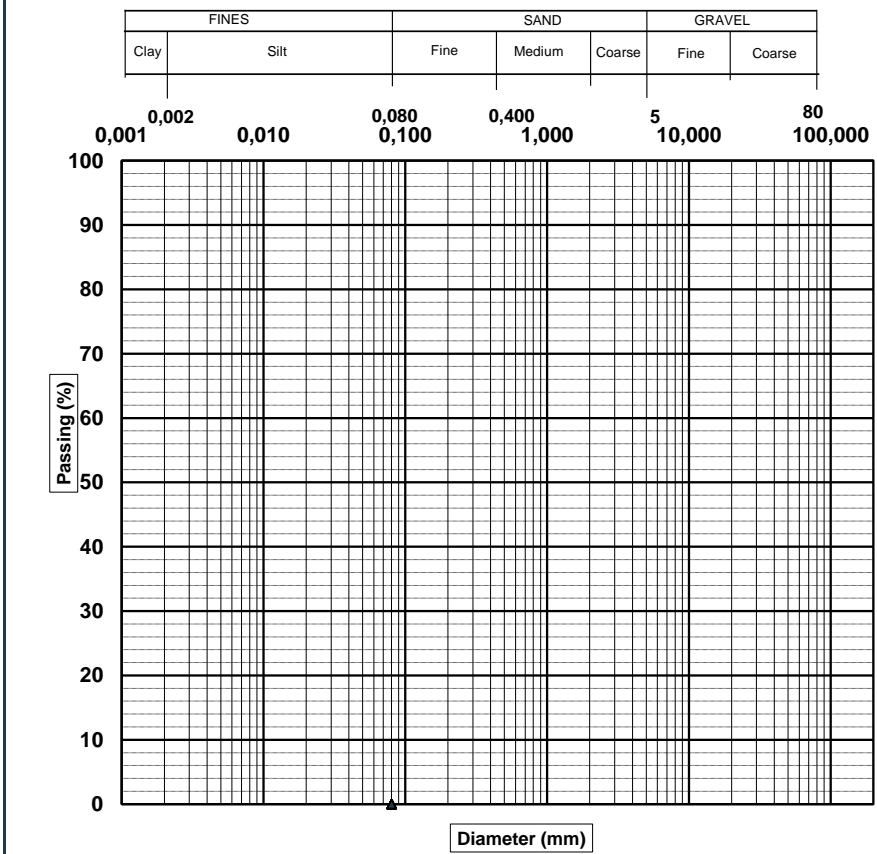 FINES SAND GRAVEL
Clay Silt Fine Medium Coarse Fine Coarse
0,002 0,080 0,400 5 80
0,001 0,010 0,100 1,000 10,000 100,000
100
90
80
70
60
50
40
30
20
10
0
Passing (%)
Diameter (mm)